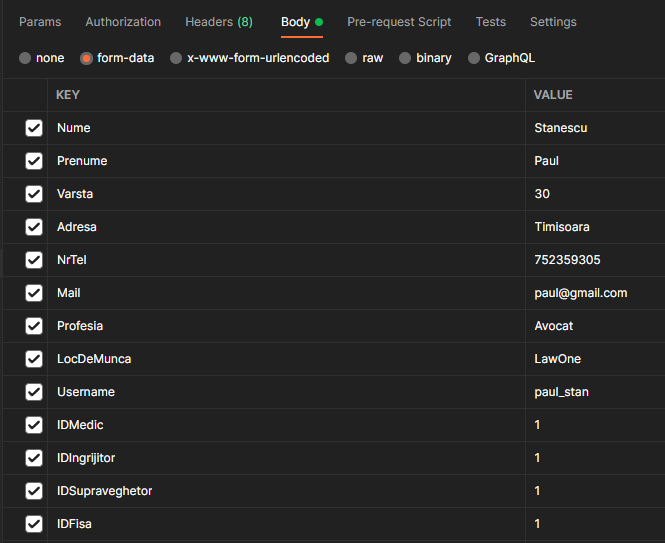 Params Authorization Headers (8) Body Pre-request Script Tests Settings
none form-data x-www-form-urlencoded raw binary GraphQL
KEY VALUE
Nume Stanescu
Prenume Paul
Varsta 30
Adresa Timisoara
NrTel 752359305
Mail paul@gmail.com
Profesia Avocat
LocDeMunca LawOne
Username paul_stan
IDMedic 1
IDIngrijitor 1
IDSupraveghetor 1
IDFisa 1